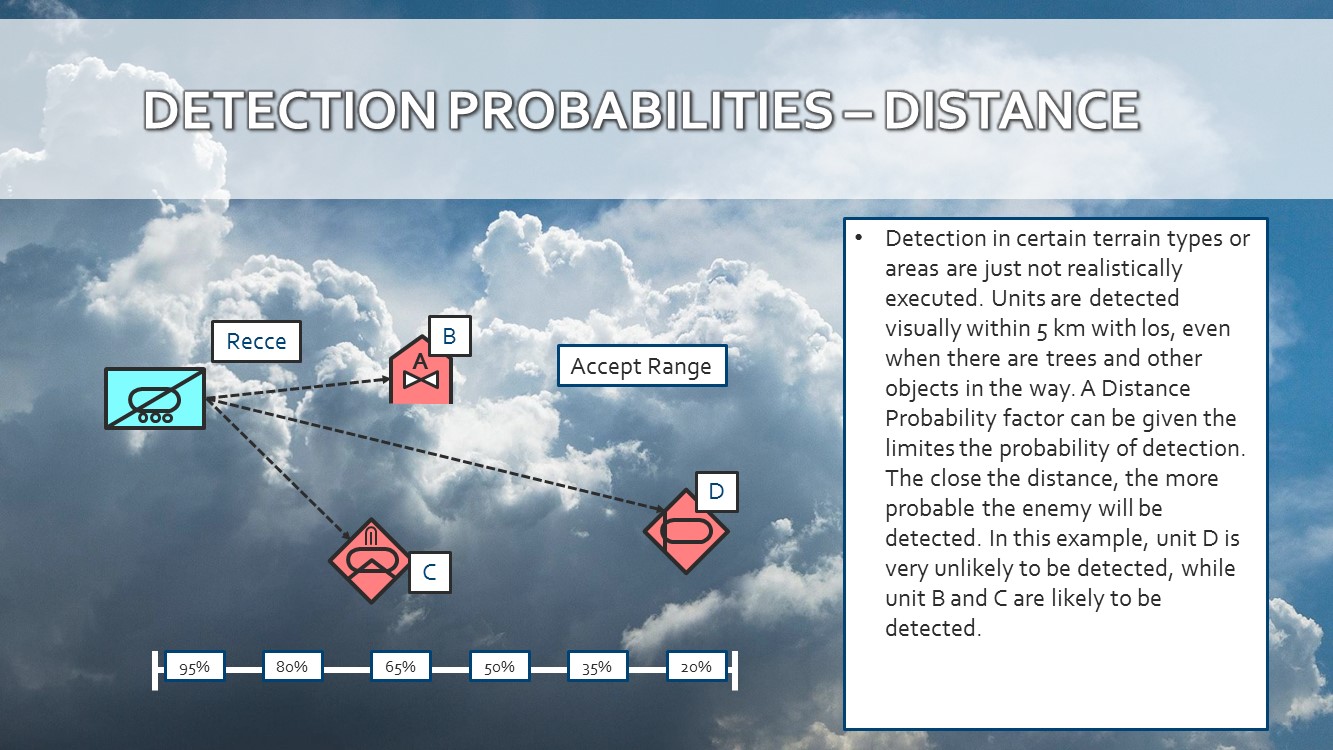 DETECTION PROBABILITIES – DISTANCE
Recce
B
A
Accept Range
D
C
95% 80% 65% 50% 35% 20%
• Detection in certain terrain types or
areas are just not realistically
executed. Units are detected
visually within 5 km with los, even
when there are trees and other
objects in the way. A Distance
Probability factor can be given the
limites the probability of detection.
The close the distance, the more
probable the enemy will be
detected. In this example, unit D is
very unlikely to be detected, while
unit B and C are likely to be
detected.